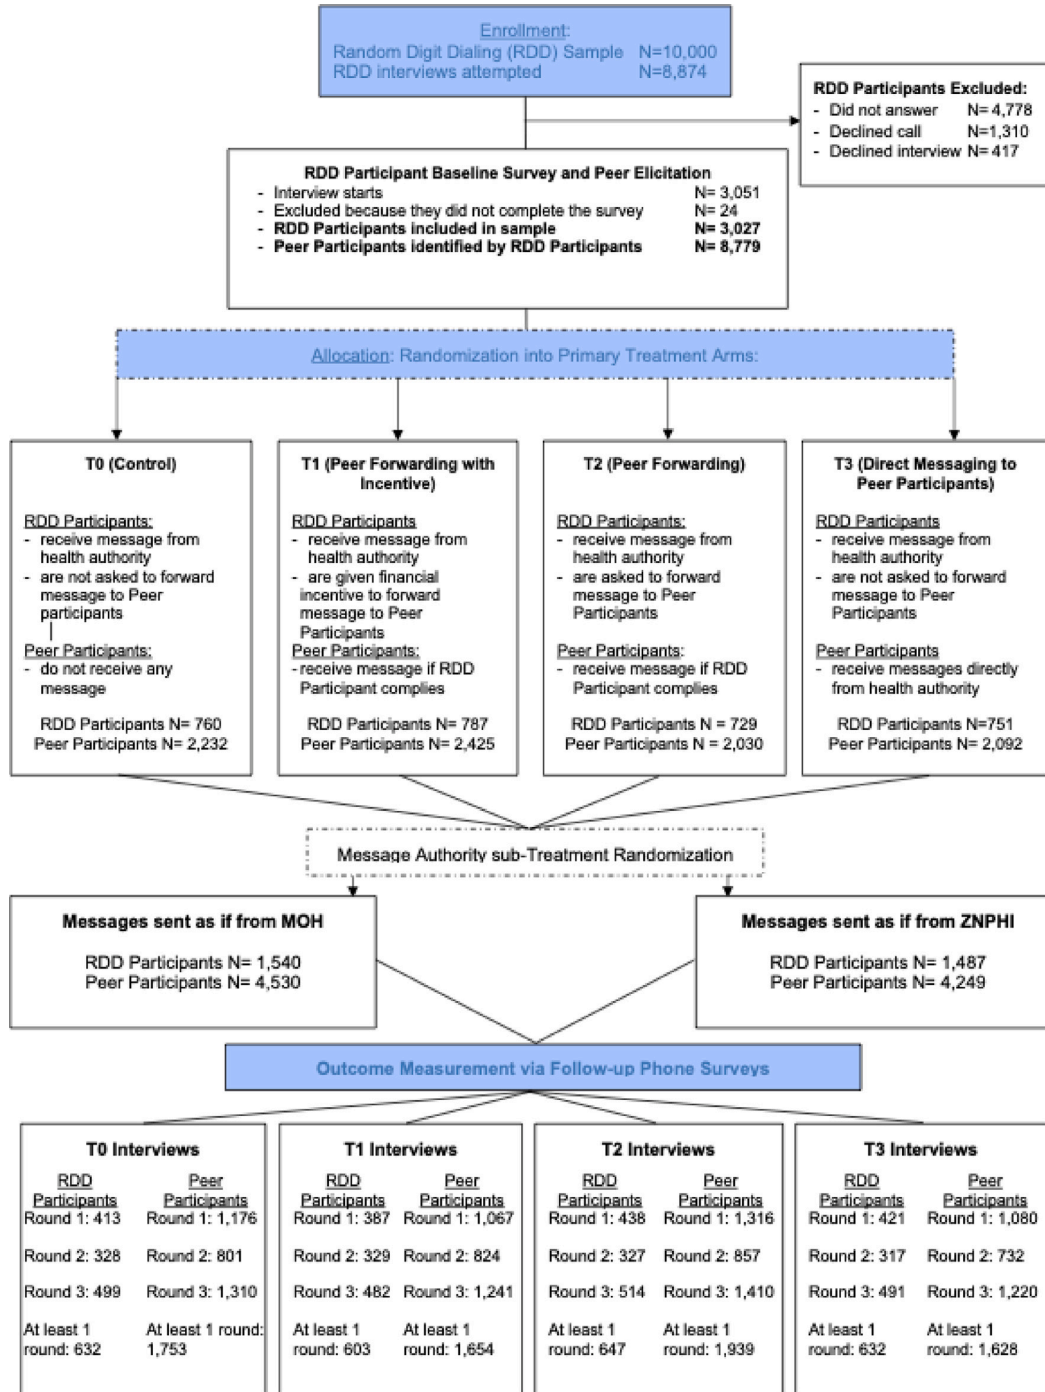 Enrollment:
Random Digit Dialing (RDD) Sample N=10,000
RDD interviews attempted N=8,874
RDD Participants Excluded:
- Did not answer N= 4,778
- Declined call N=1,310
- Declined interview N= 417
RDD Participant Baseline Survey and Peer Elicitation
- Interview starts N= 3,051
- Excluded because they did not complete the survey N= 24
- RDD Participants included in sample N= 3,027
- Peer Participants identified by RDD Participants N= 8,779
Allocation: Randomization into Primary Treatment Arms:
T0 (Control)
RDD Participants:
- receive message from
health authority
- are not asked to forward
message to Peer
participants
Peer Participants:
- do not receive any
message
RDD Participants N= 760
Peer Participants N= 2,232
T1 (Peer Forwarding with
Incentive)
RDD Participants
- receive message from
health authority
- are given financial
incentive to forward
message to Peer
Participants
Peer Participants:
- receive message if RDD
Participant complies
RDD Participants N= 787
Peer Participants N= 2,425
T2 (Peer Forwarding)
RDD Participants:
- receive message from
health authority
- are asked to forward
message to Peer
Participants
Peer Participants:
- receive message if RDD
Participant complies
RDD Participants N = 729
Peer Participants N = 2,030
T3 (Direct Messaging to
Peer Participants)
RDD Participants
- receive message from
health authority
- are not asked to forward
message to Peer
Participants
Peer Participants
- receive messages directly
from health authority
RDD Participants N=751
Peer Participants N= 2,092
Message Authority sub-Treatment Randomization
Messages sent as if from MOH
RDD Participants N= 1,540
Peer Participants N= 4,530
Messages sent as if from ZNPHI
RDD Participants N= 1,487
Peer Participants N= 4,249
Outcome Measurement via Follow-up Phone Surveys
T0 Interviews
RDD Peer
Participants Participants
Round 1: 413 Round 1: 1,176
Round 2: 328 Round 2: 801
Round 3: 499 Round 3: 1,310
At least 1 At least 1 round:
round: 632 1,753
T1 Interviews
RDD Peer
Participants Participants
Round 1: 387 Round 1: 1,067
Round 2: 329 Round 2: 824
Round 3: 482 Round 3: 1,241
At least 1 At least 1
round: 603 round: 1,654
T2 Interviews
RDD Peer
Participants Participants
Round 1: 438 Round 1: 1,316
Round 2: 327 Round 2: 857
Round 3: 514 Round 3: 1,410
At least 1 At least 1
round: 647 round: 1,939
T3 Interviews
RDD Peer
Participants Participants
Round 1: 421 Round 1: 1,080
Round 2: 317 Round 2: 732
Round 3: 491 Round 3: 1,220
At least 1 At least 1
round: 632 round: 1,628